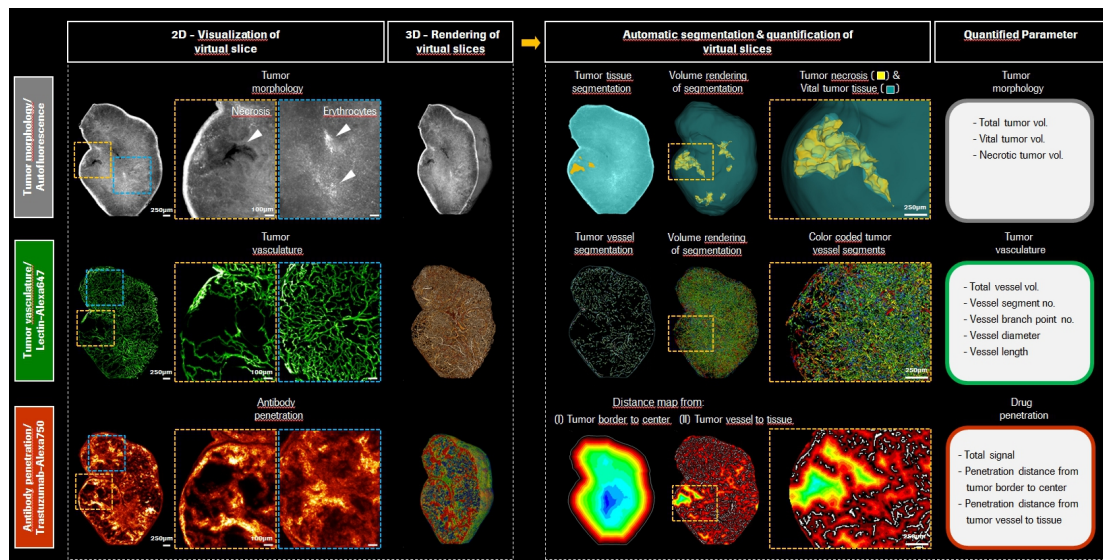 2D - Visualization of
virtual slice
3D - Rendering of
virtual slices
Automatic segmentation & quantification of
virtual slices
Quantified Parameter
Tumor morphology/
Autofluorescence
Tumor
morphology
Necrosis
Erythrocytes
250µm
100µm
Tumor tissue
segmentation
Volume rendering
of segmentation
Tumor necrosis ( ) &
Vital tumor tissue ( )
250µm
Tumor
morphology
- Total tumor vol.
- Vital tumor vol.
- Necrotic tumor vol.
Tumor vasculature/
Lectin-Alexa647
Tumor
vasculature
250µm
100µm
Tumor vessel
segmentation
Volume rendering
of segmentation
Color coded tumor
vessel segments
250µm
Tumor
vasculature
- Total vessel vol.
- Vessel segment no.
- Vessel branch point no.
- Vessel diameter
- Vessel length
Antibody penetration/
Trastuzumab-Alexa750
Antibody
penetration
250µm
100µm
Distance map from:
(I) Tumor border to center (II) Tumor vessel to tissue
250µm
Drug
penetration
- Total signal
- Penetration distance from
tumor border to center
- Penetration distance from
tumor vessel to tissue